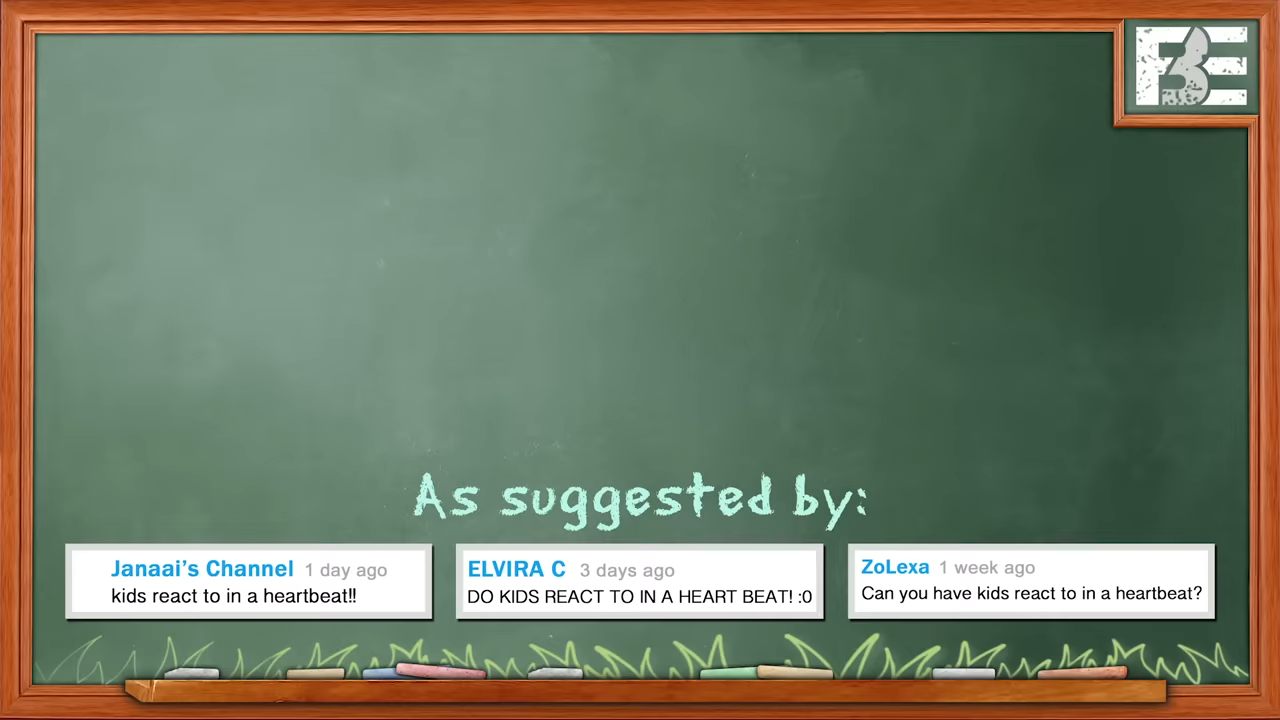 FBE
As suggested by:
Janaai's Channel 1 day ago
kids react to in a heartbeat!!
ELVIRA C 3 days ago
DO KIDS REACT TO IN A HEART BEAT! :0
ZoLexa 1 week ago
Can you have kids react to in a heartbeat?